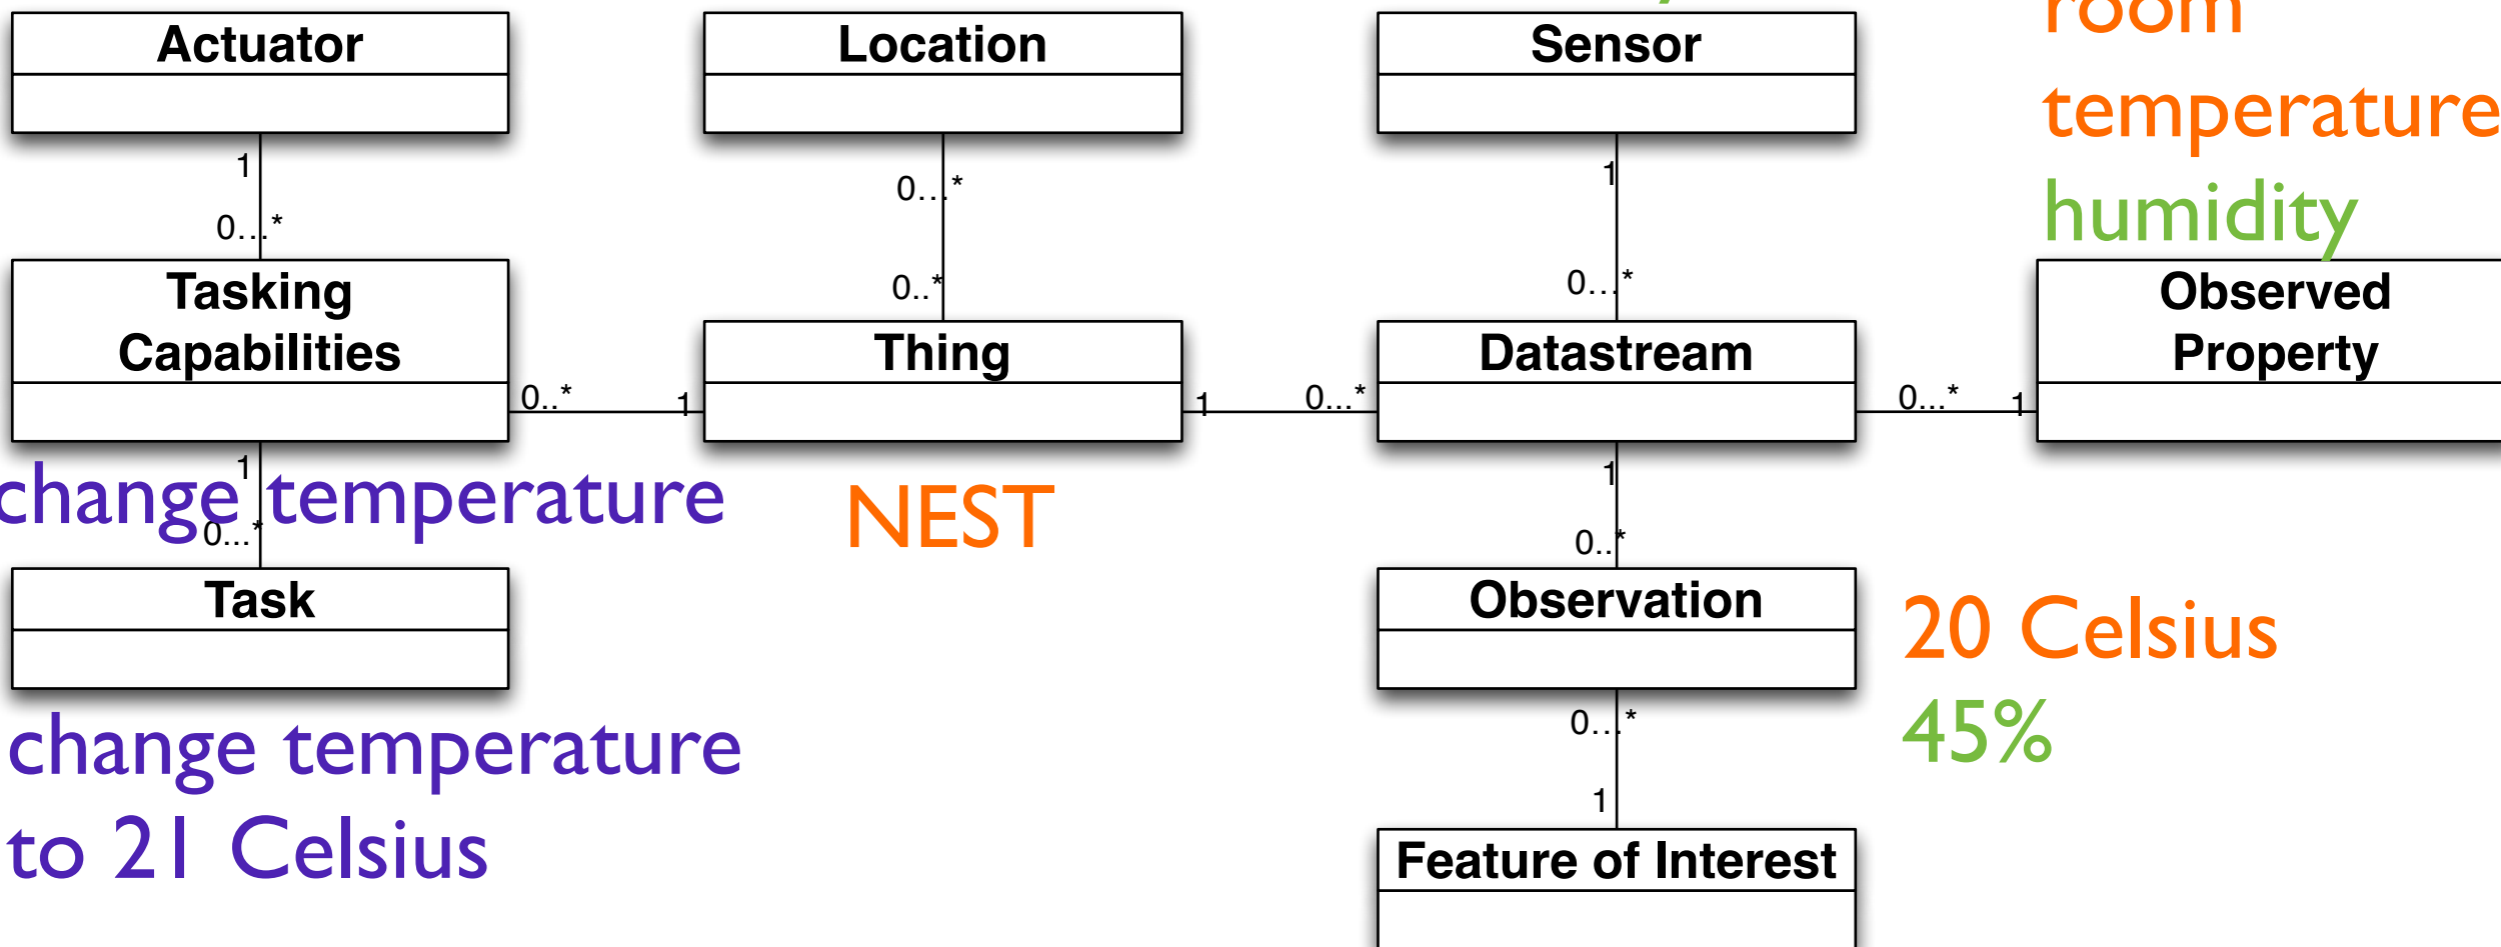 room
temperature
humidity
Actuator
Location
Sensor
1
0...*
0...*
0..*
1
0...*
Tasking
Capabilities
Thing
Datastream
Observed
Property
0..*
1
1
0...*
0...*
1
1
0...*
change temperature
NEST
1
0..*
Task
Observation
20 Celsius
45%
change temperature
to 21 Celsius
0...*
1
Feature of Interest